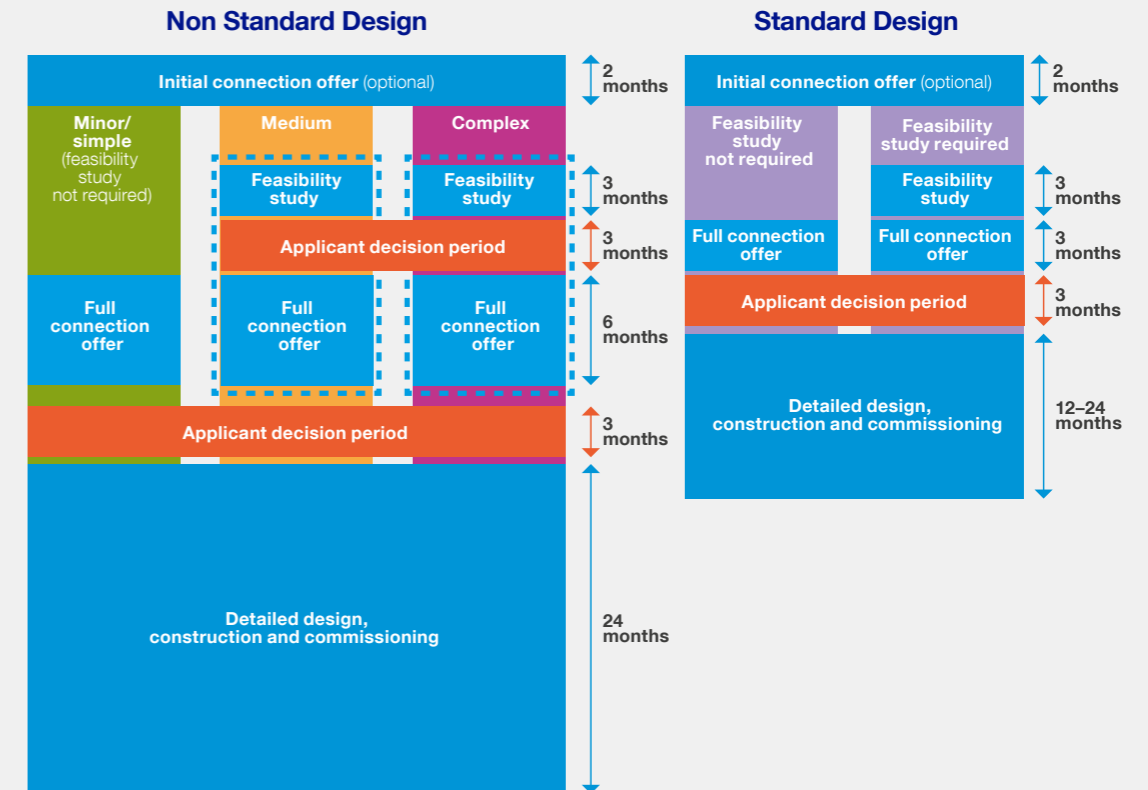 Non Standard Design
Initial connection offer (optional)
2
months
Minor/
simple
(feasibility
study
not required)
Medium
Complex
Feasibility
study
Feasibility
study
3
months
Applicant decision period
3
months
Full
connection
offer
Full
connection
offer
Full
connection
offer
6
months
Applicant decision period
3
months
Detailed design,
construction and commissioning
24
months
Standard Design
Initial connection offer (optional)
2
months
Feasibility
study
not required
Feasibility
study required
Feasibility
study
3
months
Full connection
offer
Full connection
offer
3
months
Applicant decision period
3
months
Detailed design,
construction and commissioning
12–24
months